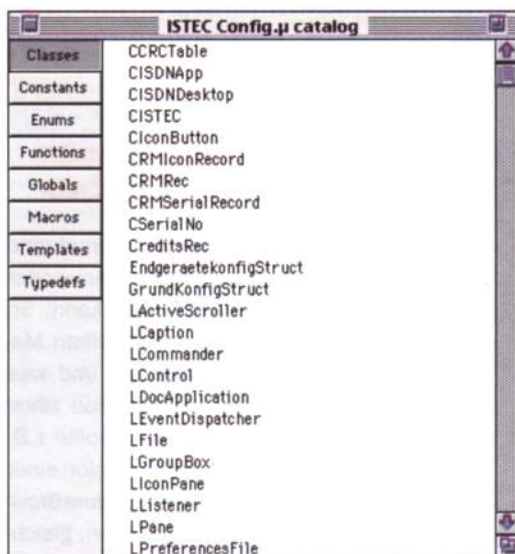 ISTEC Config.µ catalog
Classes
Constants
Enums
Functions
Globals
Macros
Templates
Typedefs
CCRCTable
CISDNApp
CISDNDesktop
CISTEC
CIconButton
CRMIconRecord
CRMRec
CRMSerialRecord
CSerialNo
CreditsRec
EndgeraetekonfigStruct
GrundKonfigStruct
LActiveScroller
LCaption
LCommander
LControl
LDocApplication
LEventDispatcher
LFile
LGroupBox
LIconPane
LListener
LPane
LPreferencesFile